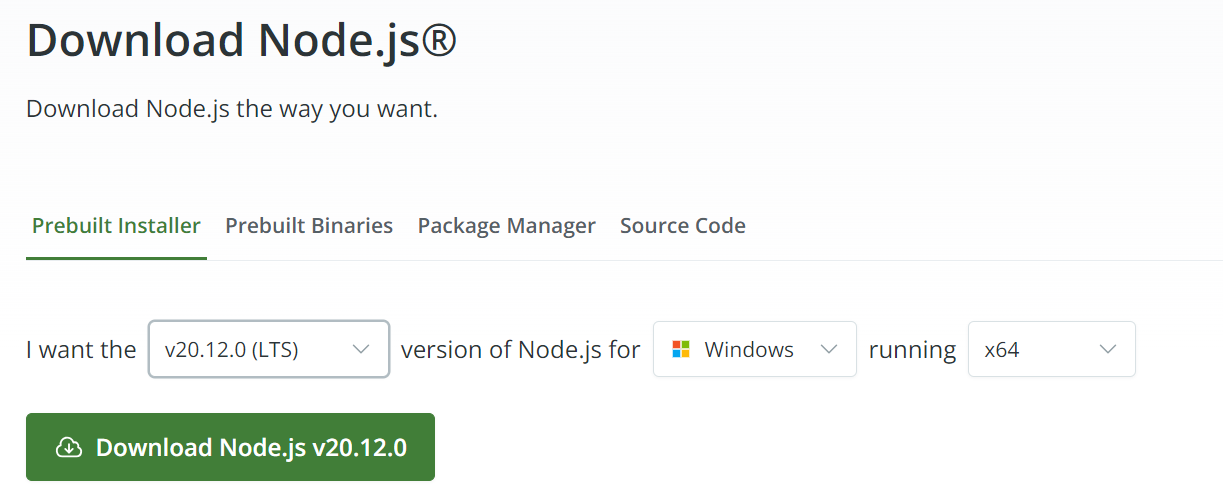 Download Node.js®
Download Node.js the way you want.
Prebuilt Installer Prebuilt Binaries Package Manager Source Code
I want the v20.12.0 (LTS) version of Node.js for Windows running x64
Download Node.js v20.12.0